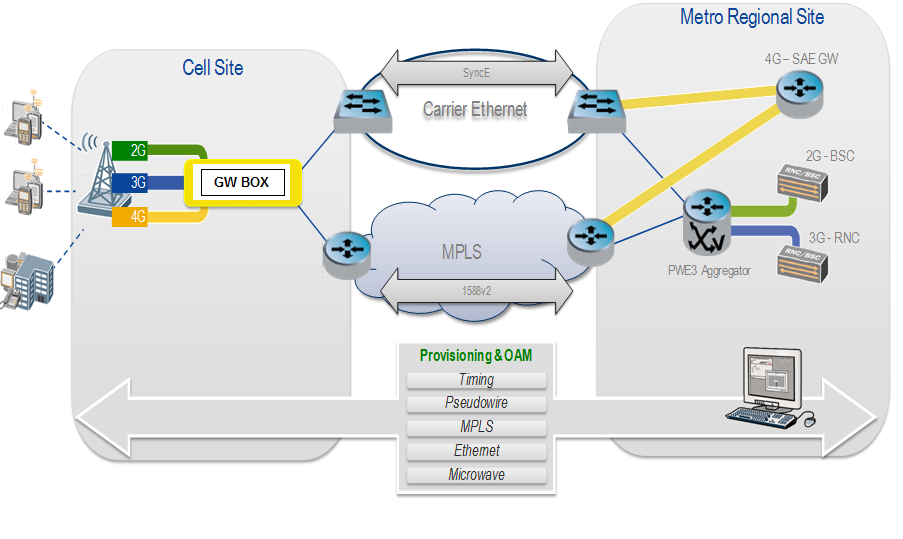 Metro Regional Site
Cell Site
4G – SAE GW
SyncE
Carrier Ethernet
2G
3G
4G
GW BOX
2G - BSC
RNC/BSC
3G - RNC
RNC/BSC
PWE3 Aggregator
MPLS
1588v2
Provisioning & OAM
Timing
Pseudowire
MPLS
Ethernet
Microwave